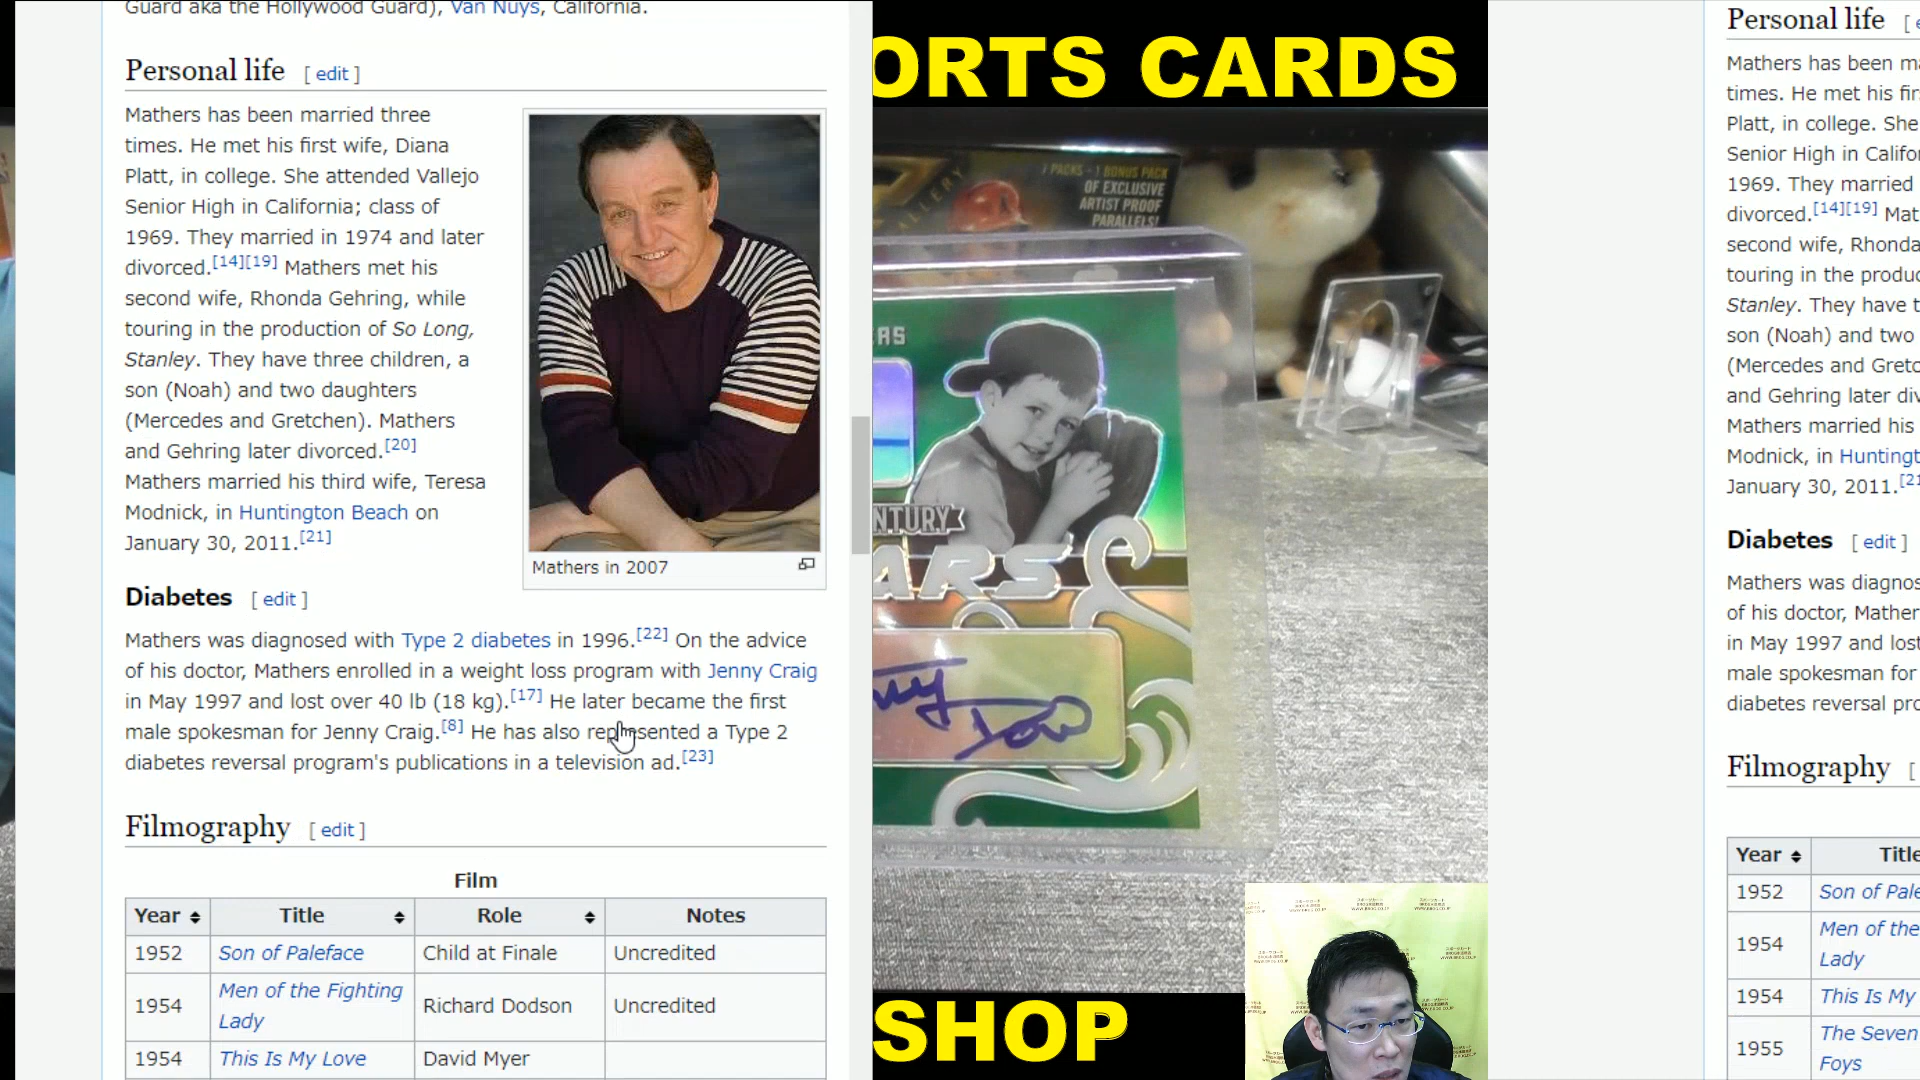 Guard aka the Hollywood Guard), Van Nuys, California.
Personal life [ edit ]
Mathers has been married three
times. He met his first wife, Diana
Platt, in college. She attended Vallejo
Senior High in California; class of
1969. They married in 1974 and later
divorced.[14][19] Mathers met his
second wife, Rhonda Gehring, while
touring in the production of So Long,
Stanley. They have three children, a
son (Noah) and two daughters
(Mercedes and Gretchen). Mathers
and Gehring later divorced.[20]
Mathers married his third wife, Teresa
Modnick, in Huntington Beach on
January 30, 2011.[21]
Mathers in 2007
Diabetes [ edit ]
Mathers was diagnosed with Type 2 diabetes in 1996.[22] On the advice
of his doctor, Mathers enrolled in a weight loss program with Jenny Craig
in May 1997 and lost over 40 lb (18 kg).[17] He later became the first
male spokesman for Jenny Craig.[8] He has also represented a Type 2
diabetes reversal program's publications in a television ad.[23]
Filmography [ edit ]
Film
Year Title Role Notes
1952 Son of Paleface Child at Finale Uncredited
1954 Men of the Fighting Lady Richard Dodson Uncredited
1954 This Is My Love David Myer
ORTS CARDS
7 PACKS - 1 BONUS PACK
OF EXCLUSIVE
ARTIST PROOF
PARALLELS!
ALLERY
ERS
NTURY
ARS
Dow
SHOP
Personal life [ e
Mathers has been ma
times. He met his firs
Platt, in college. She
Senior High in Califor
1969. They married
divorced.[14][19] Mat
second wife, Rhonda
touring in the produc
Stanley. They have t
son (Noah) and two
(Mercedes and Gretc
and Gehring later div
Mathers married his
Modnick, in Huntingt
January 30, 2011.[21
Diabetes [ edit ]
Mathers was diagnos
of his doctor, Mather
in May 1997 and lost
male spokesman for
diabetes reversal pro
Filmography [
Year Title
1952 Son of Pale
1954 Men of the
Lady
1954 This Is My
1955 The Seven
Foys